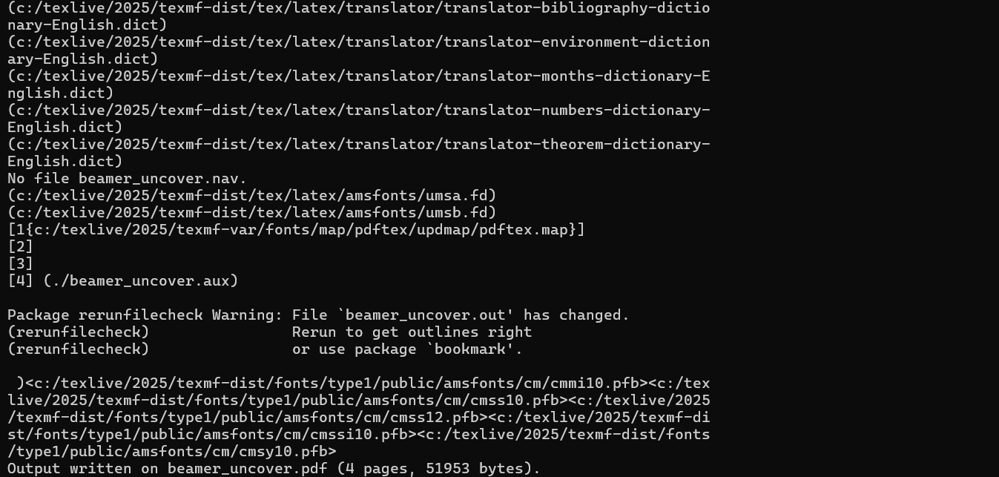 (c:/texlive/2025/texmf-dist/tex/latex/translator/translator-bibliography-dictio
nary-English.dict)
(c:/texlive/2025/texmf-dist/tex/latex/translator/translator-environment-diction
ary-English.dict)
(c:/texlive/2025/texmf-dist/tex/latex/translator/translator-months-dictionary-E
nglish.dict)
(c:/texlive/2025/texmf-dist/tex/latex/translator/translator-numbers-dictionary-
English.dict)
(c:/texlive/2025/texmf-dist/tex/latex/translator/translator-theorem-dictionary-
English.dict)
No file beamer_uncover.nav.
(c:/texlive/2025/texmf-dist/tex/latex/amsfonts/umsa.fd)
(c:/texlive/2025/texmf-dist/tex/latex/amsfonts/umsb.fd)
[1{c:/texlive/2025/texmf-var/fonts/map/pdftex/updmap/pdftex.map}]
[2]
[3]
[4] (./beamer_uncover.aux)

Package rerunfilecheck Warning: File `beamer_uncover.out' has changed.
(rerunfilecheck)                Rerun to get outlines right
(rerunfilecheck)                or use package `bookmark'.

 )<c:/texlive/2025/texmf-dist/fonts/type1/public/amsfonts/cm/cmmi10.pfb><c:/tex
live/2025/texmf-dist/fonts/type1/public/amsfonts/cm/cmss10.pfb><c:/texlive/2025
/texmf-dist/fonts/type1/public/amsfonts/cm/cmss12.pfb><c:/texlive/2025/texmf-di
st/fonts/type1/public/amsfonts/cm/cmssi10.pfb><c:/texlive/2025/texmf-dist/fonts
/type1/public/amsfonts/cm/cmsy10.pfb>
Output written on beamer_uncover.pdf (4 pages, 51953 bytes).